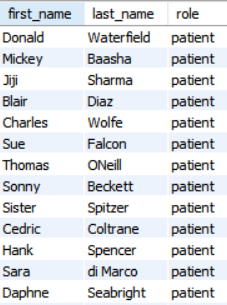 first_name last_name role
Donald Waterfield patient
Mickey Baasha patient
Jiji Sharma patient
Blair Diaz patient
Charles Wolfe patient
Sue Falcon patient
Thomas ONeill patient
Sonny Beckett patient
Sister Spitzer patient
Cedric Coltrane patient
Hank Spencer patient
Sara di Marco patient
Daphne Seabright patient